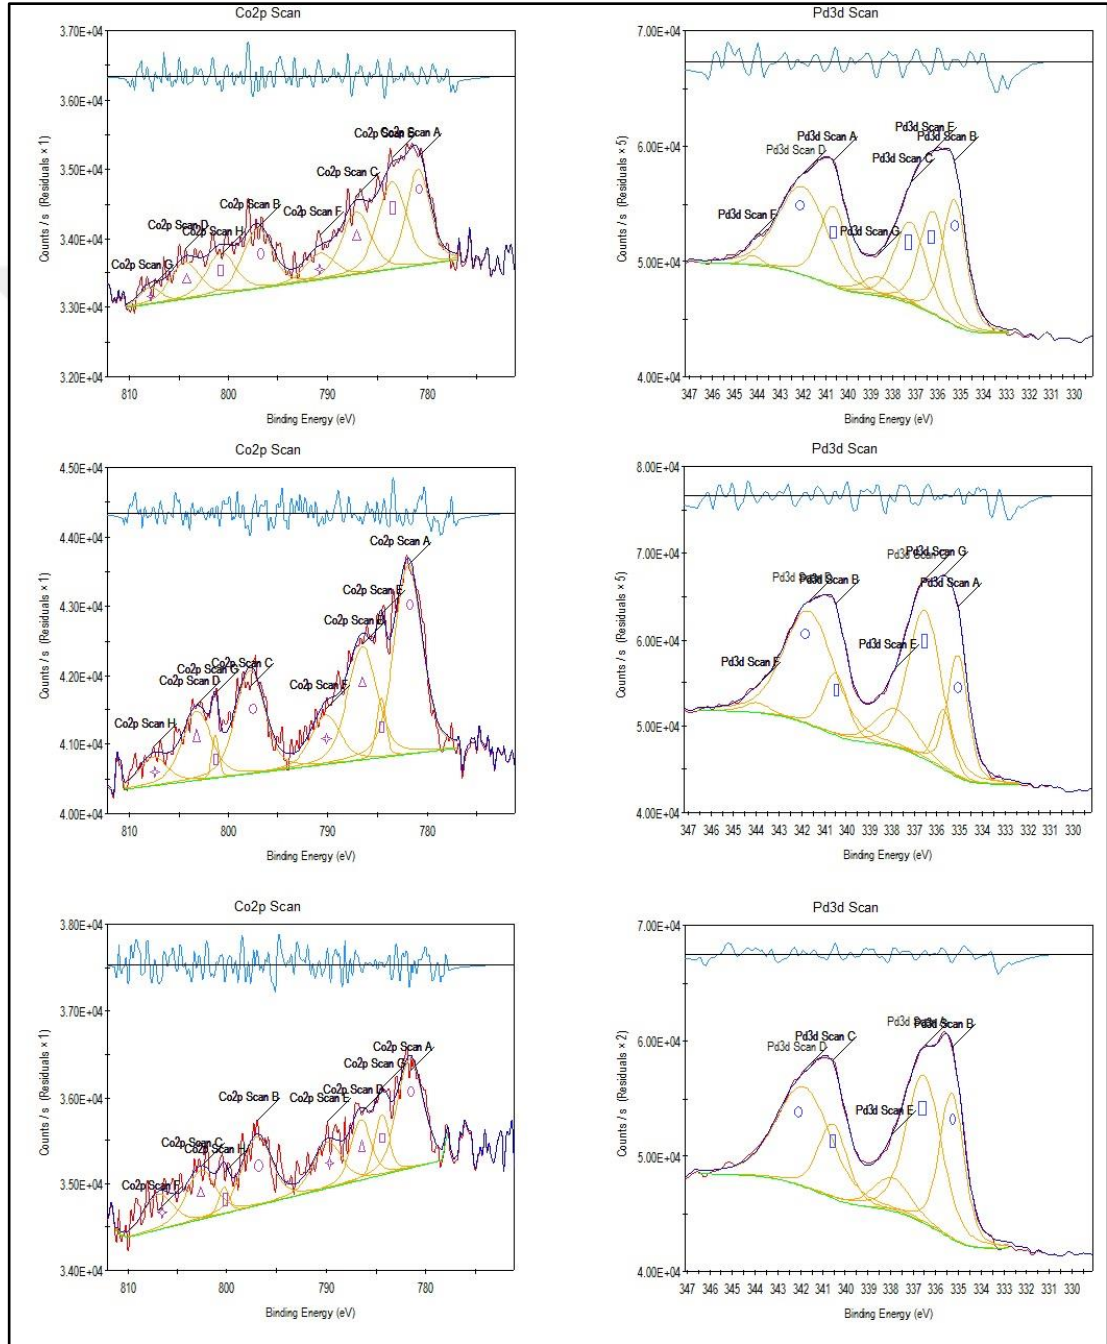 Co2p Scan
3.70E+04
3.60E+04
3.50E+04
3.40E+04
3.30E+04
3.20E+04
Counts / s (Residuals × 1)
Co2p Scan E
Co2p Scan A
Co2p Scan C
Co2p Scan B
Co2p Scan F
Co2p Scan D
Co2p Scan H
Co2p Scan G
810
800
790
780
Binding Energy (eV)
Pd3d Scan
7.00E+04
6.00E+04
5.00E+04
4.00E+04
Counts / s (Residuals × 5)
Pd3d Scan E
Pd3d Scan A
Pd3d Scan B
Pd3d Scan D
Pd3d Scan C
Pd3d Scan F
Pd3d Scan G
347 346 345 344 343 342 341 340 339 338 337 336 335 334 333 332 331 330
Binding Energy (eV)
Co2p Scan
4.50E+04
4.40E+04
4.30E+04
4.20E+04
4.10E+04
4.00E+04
Counts / s (Residuals × 1)
Co2p Scan A
Co2p Scan E
Co2p Scan B
Co2p Scan C
Co2p Scan G
Co2p Scan D
Co2p Scan F
Co2p Scan H
810
800
790
780
Binding Energy (eV)
Pd3d Scan
8.00E+04
7.00E+04
6.00E+04
5.00E+04
4.00E+04
Counts / s (Residuals × 5)
Pd3d Scan G
Pd3d Scan
Pd3d Scan D
Pd3d Scan B
Pd3d Scan A
Pd3d Scan E
Pd3d Scan F
347 346 345 344 343 342 341 340 339 338 337 336 335 334 333 332 331 330
Binding Energy (eV)
Co2p Scan
3.80E+04
3.70E+04
3.60E+04
3.50E+04
3.40E+04
Counts / s (Residuals × 1)
Co2p Scan A
Co2p Scan G
Co2p Scan D
Co2p Scan B
Co2p Scan E
Co2p Scan C
Co2p Scan H
Co2p Scan F
810
800
790
780
Binding Energy (eV)
Pd3d Scan
7.00E+04
6.00E+04
5.00E+04
4.00E+04
Counts / s (Residuals × 2)
Pd3d Scan A
Pd3d Scan B
Pd3d Scan C
Pd3d Scan D
Pd3d Scan E
347 346 345 344 343 342 341 340 339 338 337 336 335 334 333 332 331 330
Binding Energy (eV)